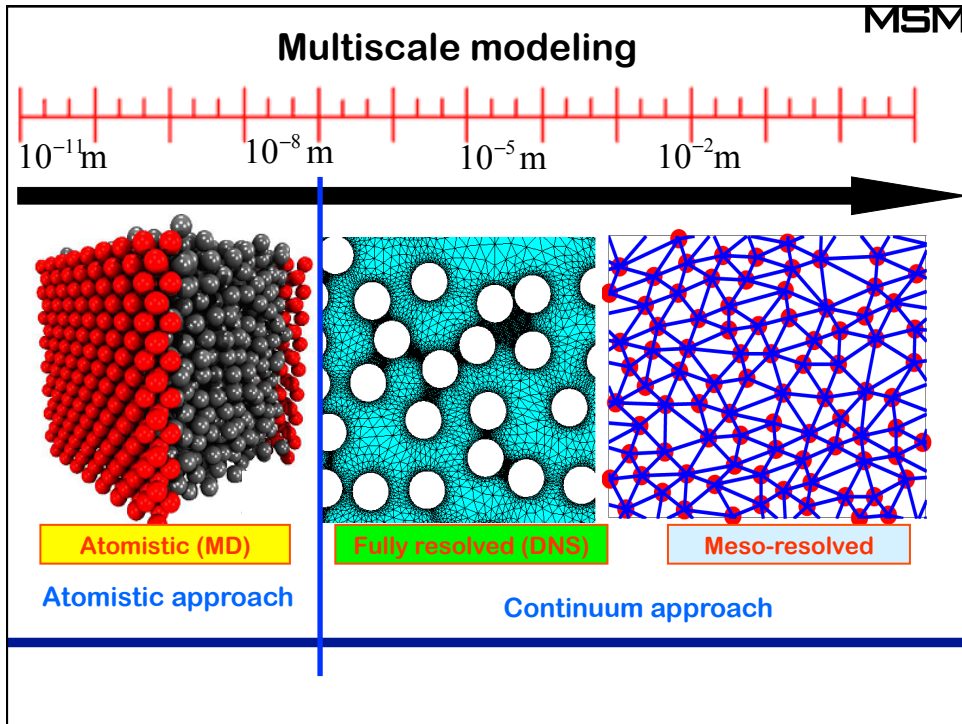 MSM
Multiscale modeling
10⁻¹¹ m 10⁻⁸ m 10⁻⁵ m 10⁻² m
Atomistic (MD) Fully resolved (DNS) Meso-resolved
Atomistic approach Continuum approach